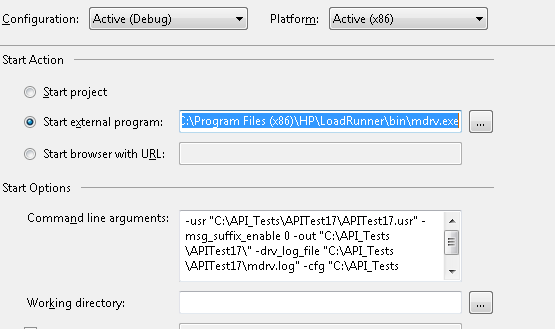 Configuration: Active (Debug) Platform: Active (x86)
Start Action
Start project
Start external program: C:\Program Files (x86)\HP\LoadRunner\bin\mdrv.exe ...
Start browser with URL:
Start Options
Command line arguments: -usr "C:\API_Tests\APITest17\APITest17.usr" -
msg_suffix_enable 0 -out "C:\API_Tests
\APITest17\" -drv_log_file "C:\API_Tests
\APITest17\mdrv.log" -cfg "C:\API_Tests
Working directory: ...